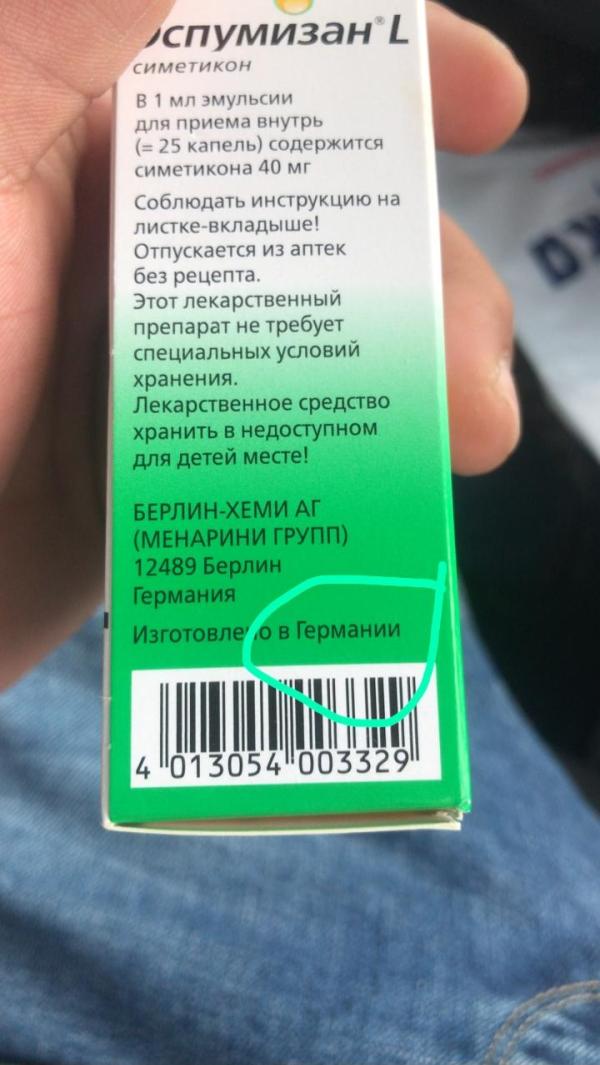 спумизан® L
симетикон
В 1 мл эмульсии
для приема внутрь
(= 25 капель) содержится
симетикона 40 мг
Соблюдать инструкцию на
листке-вкладыше!
Отпускается из аптек
без рецепта.
Этот лекарственный
препарат не требует
специальных условий
хранения.
Лекарственное средство
хранить в недоступном
для детей месте!
БЕРЛИН-ХЕМИ АГ
(МЕНАРИНИ ГРУПП)
12489 Берлин
Германия
Изготовлено в Германии
4 013054 003329